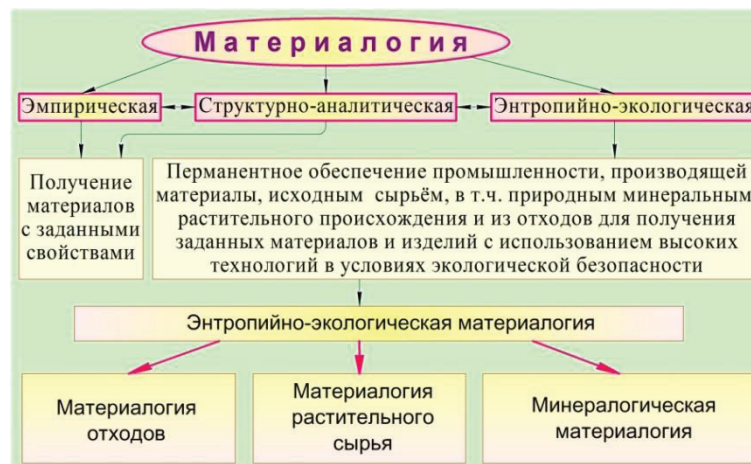 Материалогия
Эмпирическая
Структурно-аналитическая
Энтропийно-экологическая
Получение
материалов
с заданными
свойствами
Перманентное обеспечение промышленности, производящей
материалы, исходным сырьём, в т.ч. природным минеральным,
растительного происхождения и из отходов для получения
заданных материалов и изделий с использованием высоких
технологий в условиях экологической безопасности
Энтропийно-экологическая материалогия
Материалогия
отходов
Материалогия
растительного
сырья
Минералогическая
материалогия